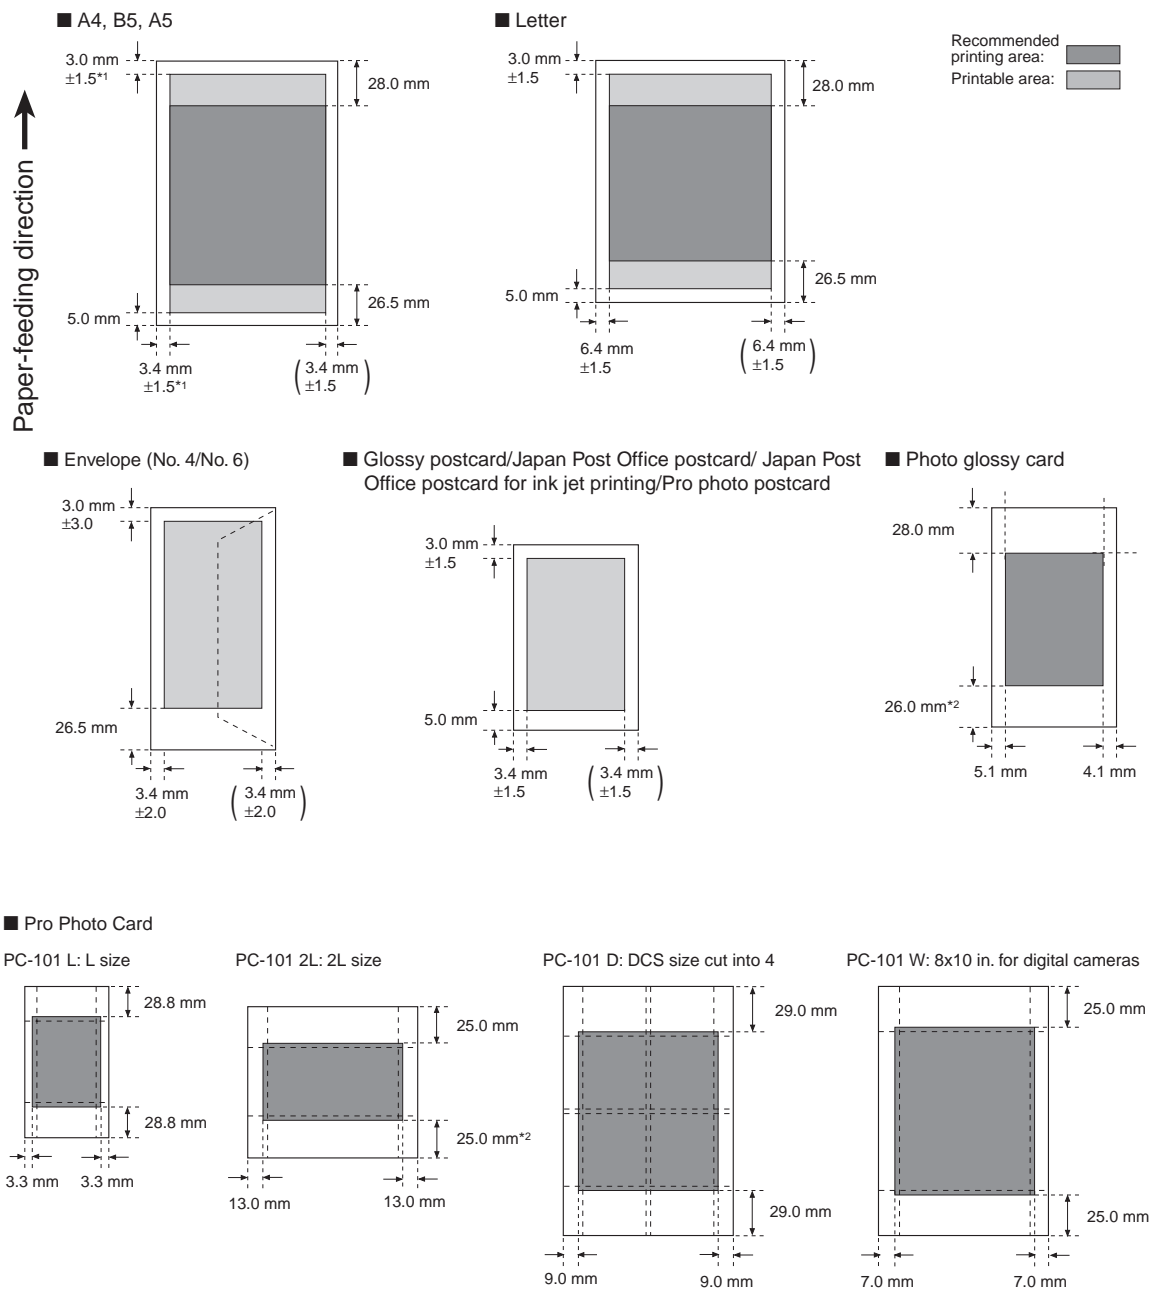 ■ A4, B5, A5
3.0 mm
±1.5*1
28.0 mm
5.0 mm
26.5 mm
3.4 mm
±1.5*1
( 3.4 mm
±1.5 )
■ Letter
3.0 mm
±1.5
28.0 mm
5.0 mm
26.5 mm
6.4 mm
±1.5
( 6.4 mm
±1.5 )
Recommended
printing area:
Printable area:
Paper-feeding direction
■ Envelope (No. 4/No. 6)
3.0 mm
±3.0
26.5 mm
3.4 mm
±2.0
( 3.4 mm
±2.0 )
■ Glossy postcard/Japan Post Office postcard/ Japan Post
Office postcard for ink jet printing/Pro photo postcard
3.0 mm
±1.5
5.0 mm
3.4 mm
±1.5
( 3.4 mm
±1.5 )
■ Photo glossy card
28.0 mm
26.0 mm*2
5.1 mm
4.1 mm
■ Pro Photo Card
PC-101 L: L size
28.8 mm
28.8 mm
3.3 mm
3.3 mm
PC-101 2L: 2L size
25.0 mm
25.0 mm*2
13.0 mm
13.0 mm
PC-101 D: DCS size cut into 4
29.0 mm
29.0 mm
9.0 mm
9.0 mm
PC-101 W: 8x10 in. for digital cameras
25.0 mm
25.0 mm
7.0 mm
7.0 mm